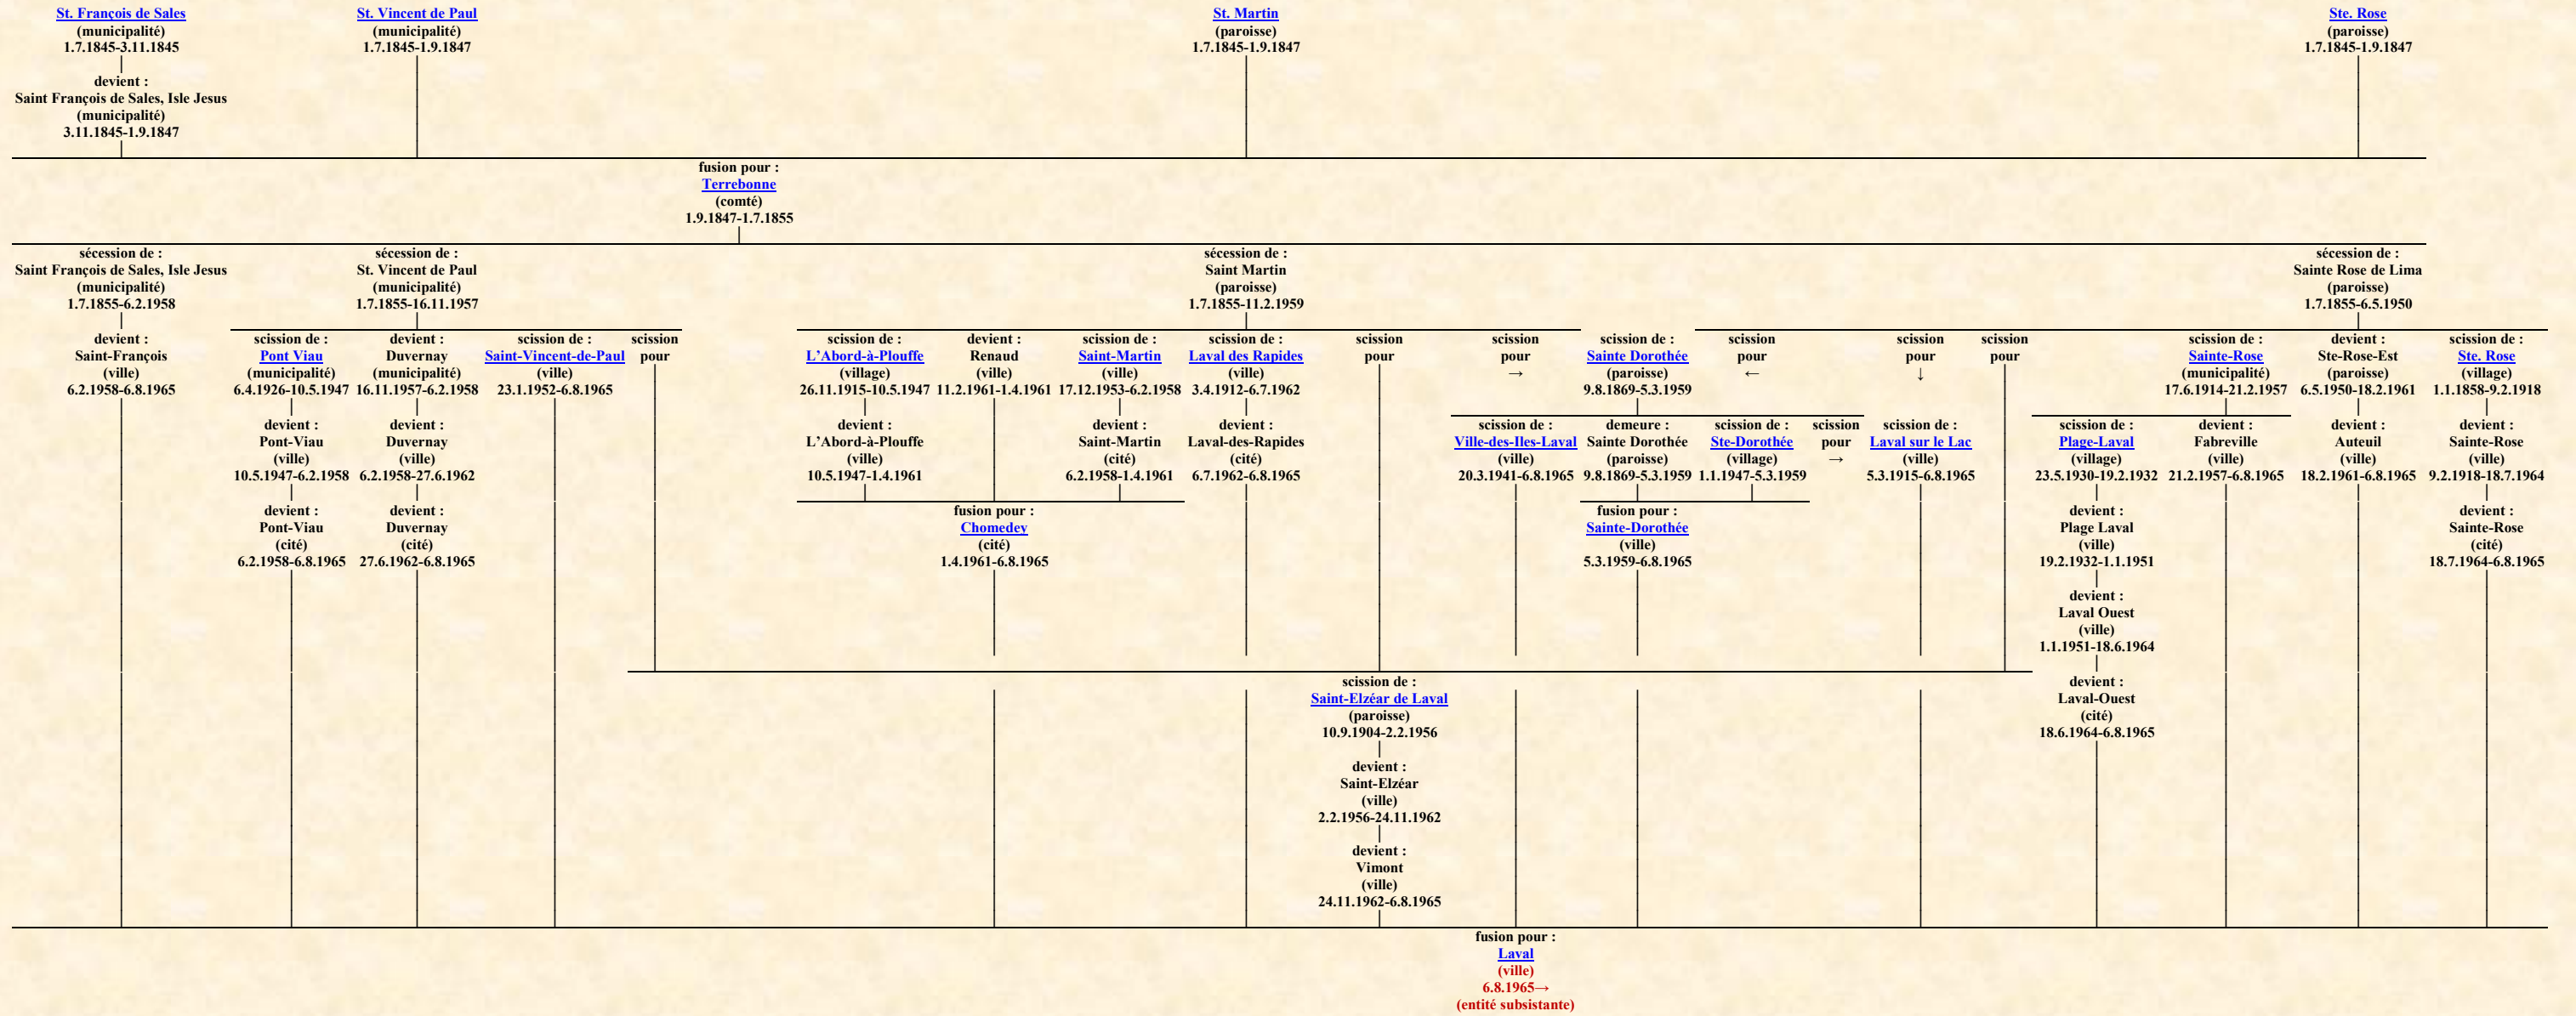 St. François de Sales
(municipalité)
1.7.1845-3.11.1845
devient :
Saint François de Sales, Isle Jesus
(municipalité)
3.11.1845-1.9.1847
St. Vincent de Paul
(municipalité)
1.7.1845-1.9.1847
St. Martin
(paroisse)
1.7.1845-1.9.1847
Ste. Rose
(paroisse)
1.7.1845-1.9.1847
fusion pour :
Terrebonne
(comté)
1.9.1847-1.7.1855
sécession de :
Saint François de Sales, Isle Jesus
(municipalité)
1.7.1855-6.2.1958
devient :
Saint-François
(ville)
6.2.1958-6.8.1965
sécession de :
St. Vincent de Paul
(municipalité)
1.7.1855-16.11.1957
scission de :
Pont Viau
(municipalité)
6.4.1926-10.5.1947
devient :
Pont-Viau
(ville)
10.5.1947-6.2.1958
devient :
Pont-Viau
(cité)
6.2.1958-6.8.1965
devient :
Duvernay
(municipalité)
16.11.1957-6.2.1958
devient :
Duvernay
(ville)
6.2.1958-27.6.1962
devient :
Duvernay
(cité)
27.6.1962-6.8.1965
scission de :
Saint-Vincent-de-Paul
(ville)
23.1.1952-6.8.1965
scission
pour
sécession de :
Saint Martin
(paroisse)
1.7.1855-11.2.1959
scission de :
L'Abord-à-Plouffe
(village)
26.11.1915-10.5.1947
devient :
L'Abord-à-Plouffe
(ville)
10.5.1947-1.4.1961
devient :
Renaud
(ville)
11.2.1961-1.4.1961
scission de :
Saint-Martin
(ville)
17.12.1953-6.2.1958
devient :
Saint-Martin
(cité)
6.2.1958-1.4.1961
fusion pour :
Chomedey
(cité)
1.4.1961-6.8.1965
scission de :
Laval des Rapides
(ville)
3.4.1912-6.7.1962
devient :
Laval-des-Rapides
(cité)
6.7.1962-6.8.1965
scission
pour
scission
pour
→
scission de :
Sainte Dorothée
(paroisse)
9.8.1869-5.3.1959
scission
pour
←
scission de :
Ville-des-Iles-Laval
(ville)
20.3.1941-6.8.1965
demeure :
Sainte Dorothée
(paroisse)
9.8.1869-5.3.1959
scission de :
Ste-Dorothée
(village)
1.1.1947-5.3.1959
scission
pour
→
fusion pour :
Sainte-Dorothée
(ville)
5.3.1959-6.8.1965
scission
pour
↓
scission de :
Laval sur le Lac
(ville)
5.3.1915-6.8.1965
scission
pour
sécession de :
Sainte Rose de Lima
(paroisse)
1.7.1855-6.5.1950
scission de :
Sainte-Rose
(municipalité)
17.6.1914-21.2.1957
scission de :
Plage-Laval
(village)
23.5.1930-19.2.1932
devient :
Plage Laval
(ville)
19.2.1932-1.1.1951
devient :
Laval Ouest
(ville)
1.1.1951-18.6.1964
devient :
Laval-Ouest
(cité)
18.6.1964-6.8.1965
devient :
Fabreville
(ville)
21.2.1957-6.8.1965
devient :
Ste-Rose-Est
(paroisse)
6.5.1950-18.2.1961
devient :
Auteuil
(ville)
18.2.1961-6.8.1965
scission de :
Ste. Rose
(village)
1.1.1858-9.2.1918
devient :
Sainte-Rose
(ville)
9.2.1918-18.7.1964
devient :
Sainte-Rose
(cité)
18.7.1964-6.8.1965
scission de :
Saint-Elzéar de Laval
(paroisse)
10.9.1904-2.2.1956
devient :
Saint-Elzéar
(ville)
2.2.1956-24.11.1962
devient :
Vimont
(ville)
24.11.1962-6.8.1965
fusion pour :
Laval
(ville)
6.8.1965→
(entité subsistante)